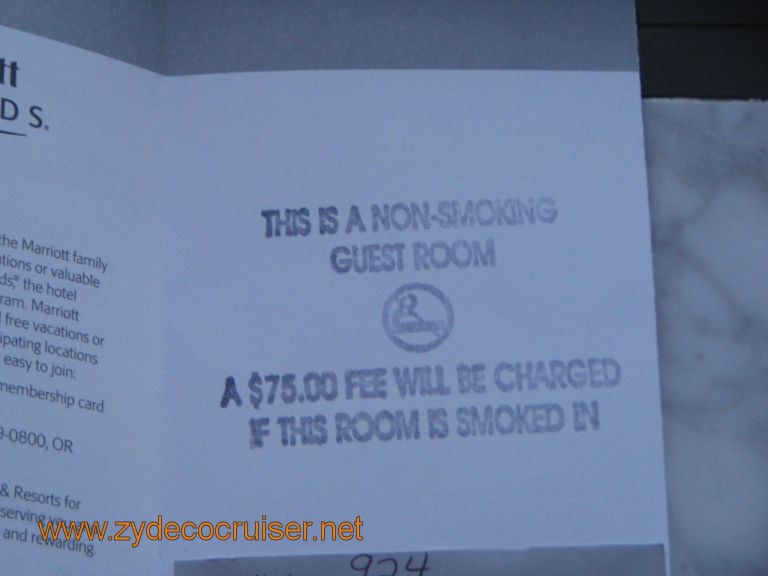 tt
D S.
the Marriott family
tions or valuable
ds,® the hotel
ram. Marriott
free vacations or
ipating locations
easy to join:
membership card
9-0800, OR
& Resorts for
serving
and rewarding.
THIS IS A NON-SMOKING
GUEST ROOM
A $75.00 FEE WILL BE CHARGED
IF THIS ROOM IS SMOKED IN
924
www.zydecocruiser.net